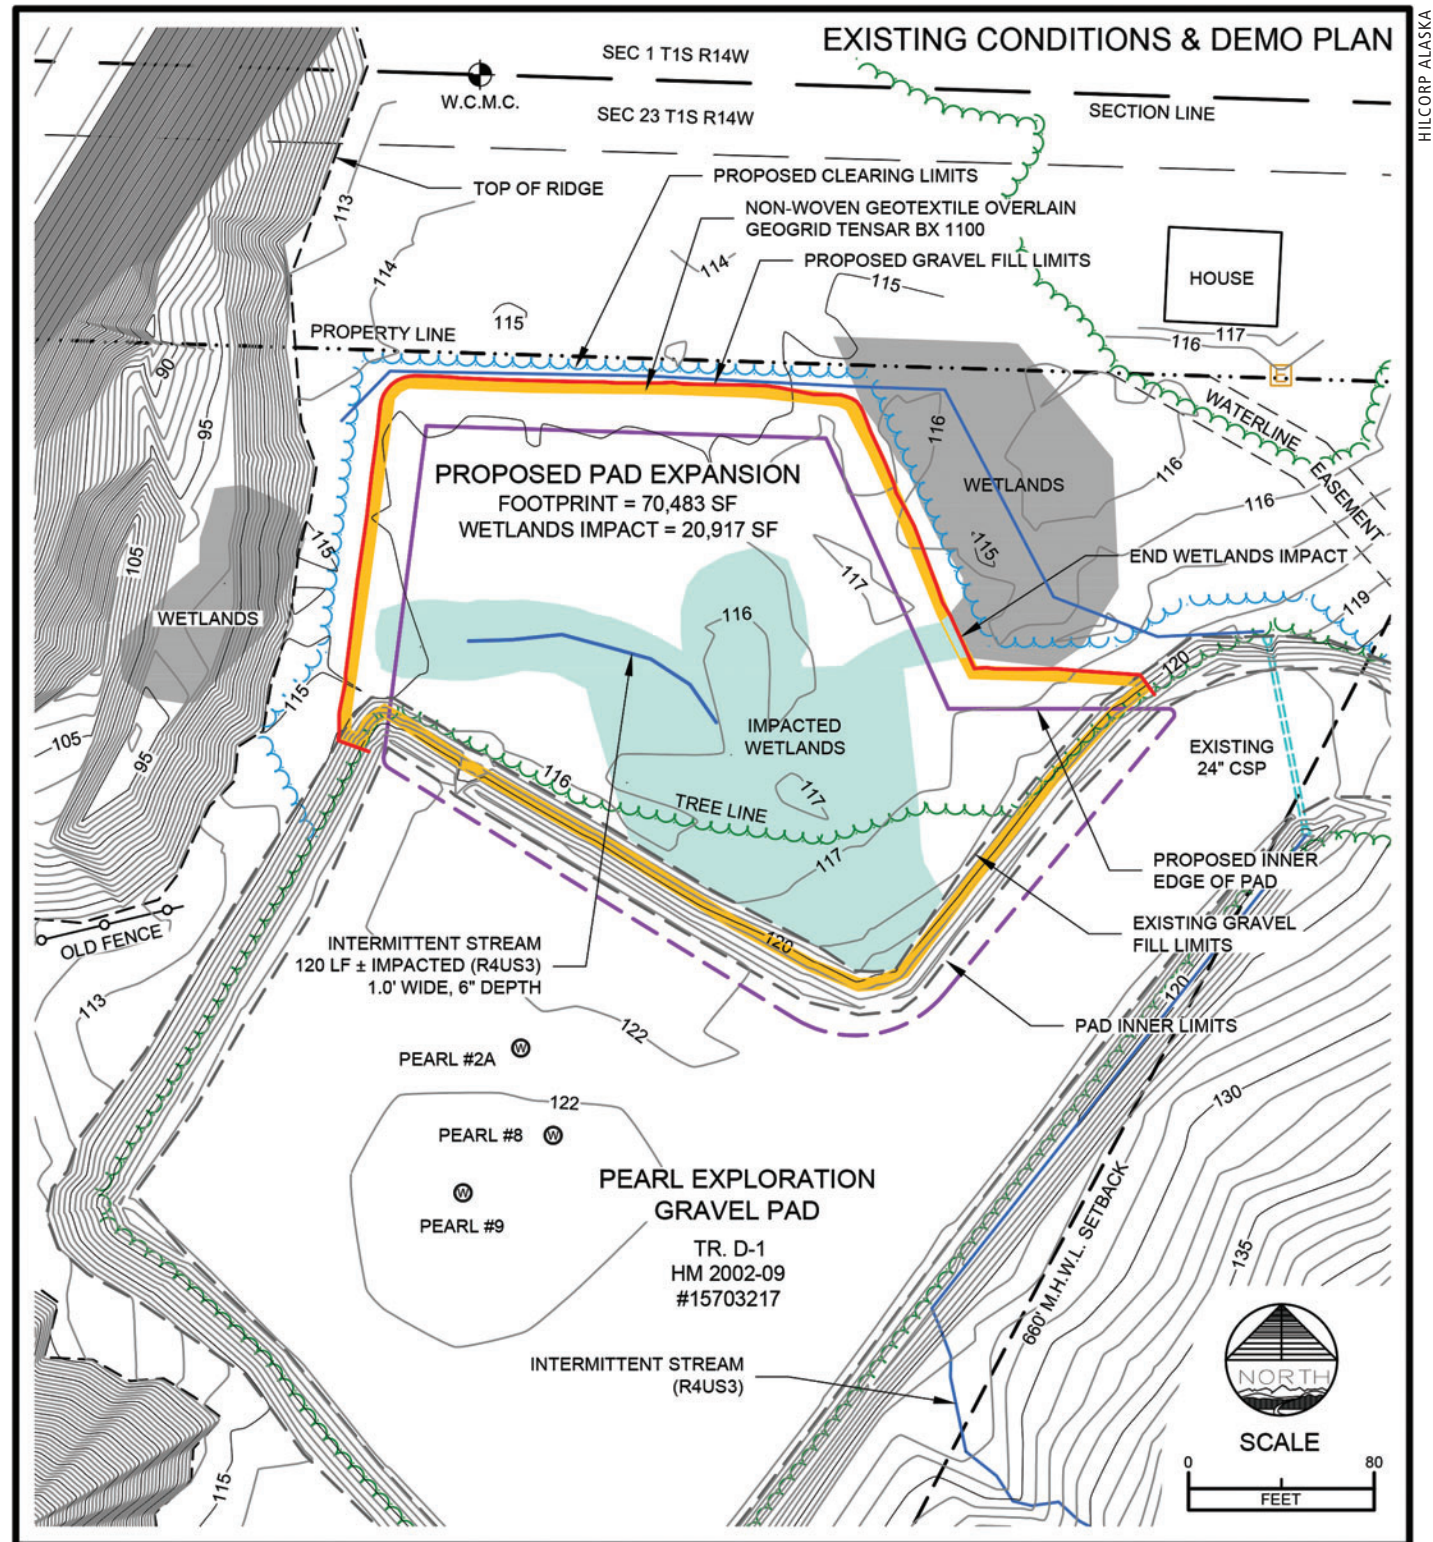 HILCORP ALASKA
EXISTING CONDITIONS & DEMO PLAN
SEC 1 T1S R14W
W.C.M.C.
SEC 23 T1S R14W
SECTION LINE
TOP OF RIDGE
PROPOSED CLEARING LIMITS
NON-WOVEN GEOTEXTILE OVERLAIN
GEOGRID TENSAR BX 1100
PROPOSED GRAVEL FILL LIMITS
113
114
114
115
115
HOUSE
117
116
PROPERTY LINE
E
90
95
WATERLINE
EASEMENT
116
116
116
PROPOSED PAD EXPANSION
FOOTPRINT = 70,483 SF
WETLANDS IMPACT = 20,917 SF
WETLANDS
105
115
115
117
END WETLANDS IMPACT
WETLANDS
116
119
120
115
105
95
IMPACTED
WETLANDS
EXISTING
24" CSP
116
117
TREE LINE
117
PROPOSED INNER
EDGE OF PAD
EXISTING GRAVEL
FILL LIMITS
OLD FENCE
120
INTERMITTENT STREAM
120 LF ± IMPACTED (R4US3)
1.0' WIDE, 6" DEPTH
120
113
122
PAD INNER LIMITS
PEARL #2A
W
122
130
PEARL #8
W
PEARL #9
W
PEARL EXPLORATION
GRAVEL PAD
TR. D-1
HM 2002-09
#15703217
660' M.H.W.L. SETBACK
135
INTERMITTENT STREAM
(R4US3)
115
NORTH
SCALE
0 80
FEET